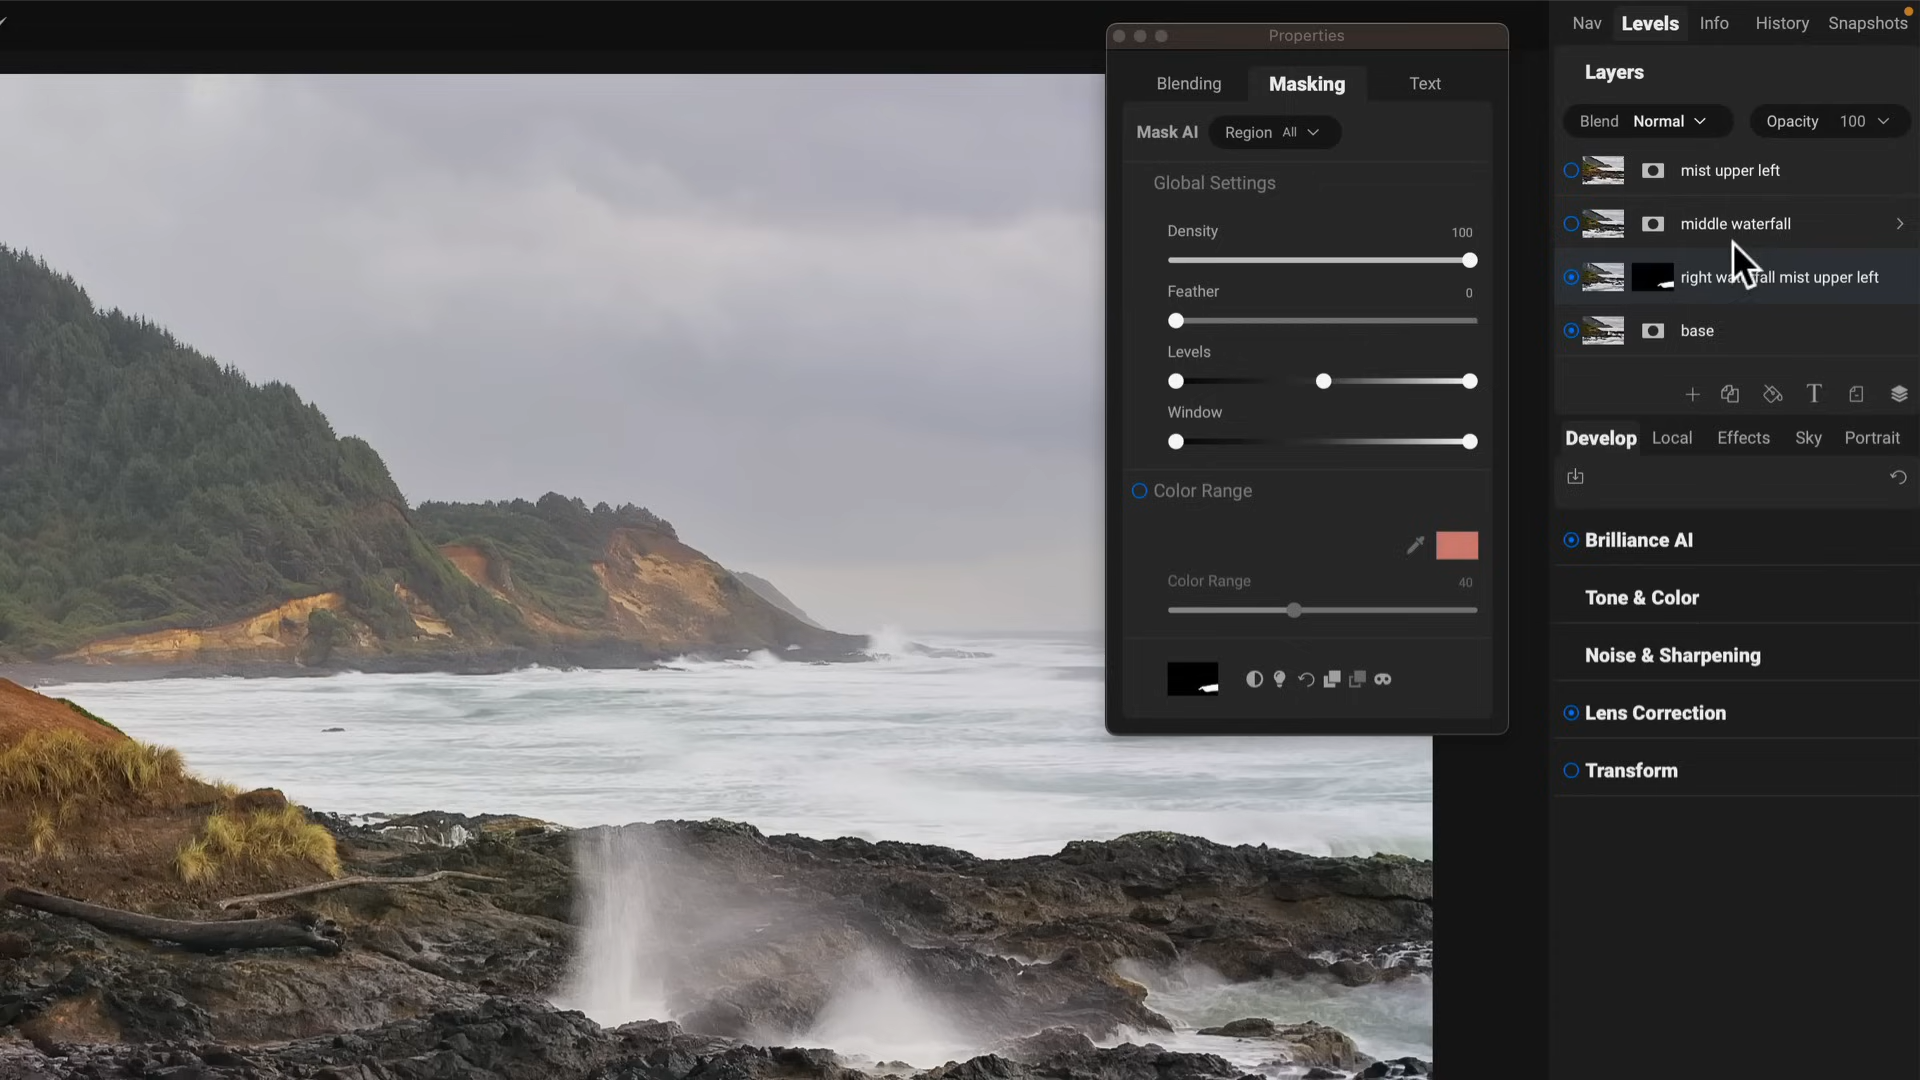 Properties
Blending Masking Text
Mask AI Region All
Global Settings
Density 100
Feather 0
Levels
Window
Color Range
Color Range 40
Nav Levels Info History Snapshots
Layers
Blend Normal Opacity 100
mist upper left
middle waterfall
right waterfall mist upper left
base
T
Develop Local Effects Sky Portrait
Brilliance AI
Tone & Color
Noise & Sharpening
Lens Correction
Transform